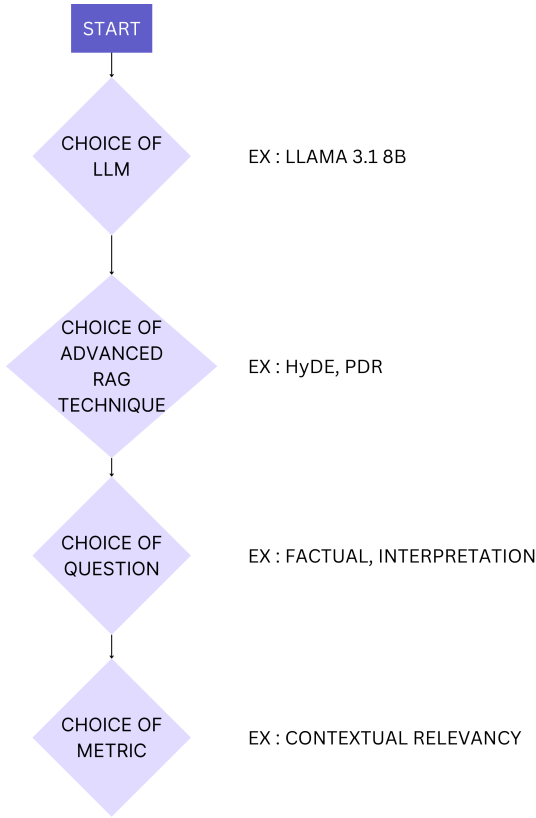 START
CHOICE OF
LLM
EX : LLAMA 3.1 8B
CHOICE OF
ADVANCED
RAG
TECHNIQUE
EX : HyDE, PDR
CHOICE OF
QUESTION
EX : FACTUAL, INTERPRETATION
CHOICE OF
METRIC
EX : CONTEXTUAL RELEVANCY